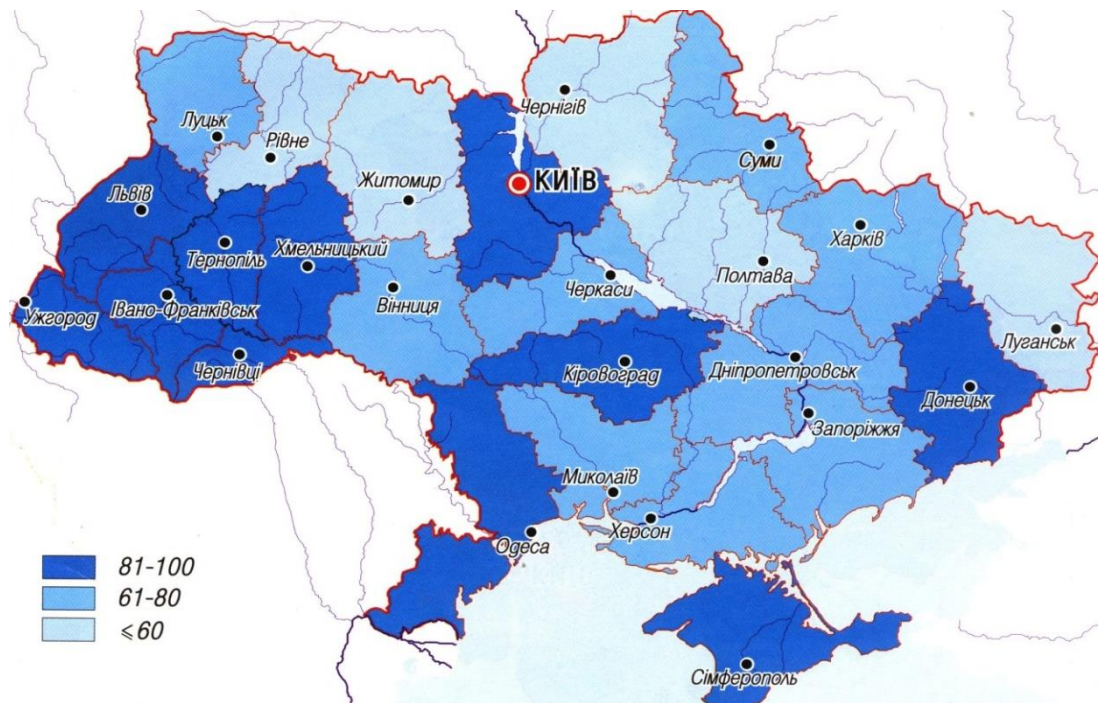 Чернігів
Луцьк
Рівне
Суми
Житомир
КИЇВ
Львів
Харків
Тернопіль
Хмельницький
Полтава
Черкаси
Вінниця
Ужгород
Івано-Франківськ
Луганськ
Чернівці
Кіровоград
Дніпропетровськ
Донецьк
Запоріжжя
Миколаїв
Херсон
Одеса
81-100
61-80
≤60
Сімферополь